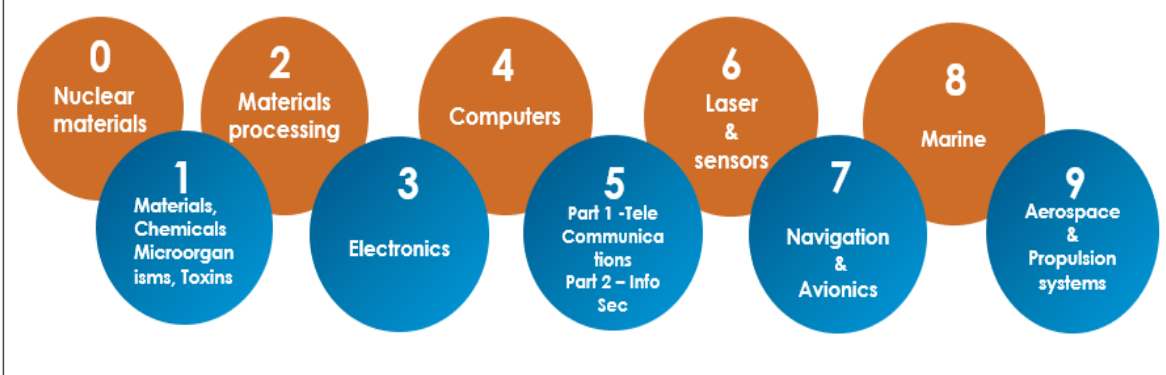 0
Nuclear
materials
1
Materials,
Chemicals
Microorgan
isms, Toxins
2
Materials
processing
3
Electronics
4
Computers
5
Part 1 -Tele
Communica
tions
Part 2 – Info
Sec
6
Laser
&
sensors
7
Navigation
&
Avionics
8
Marine
9
Aerospace
&
Propulsion
systems